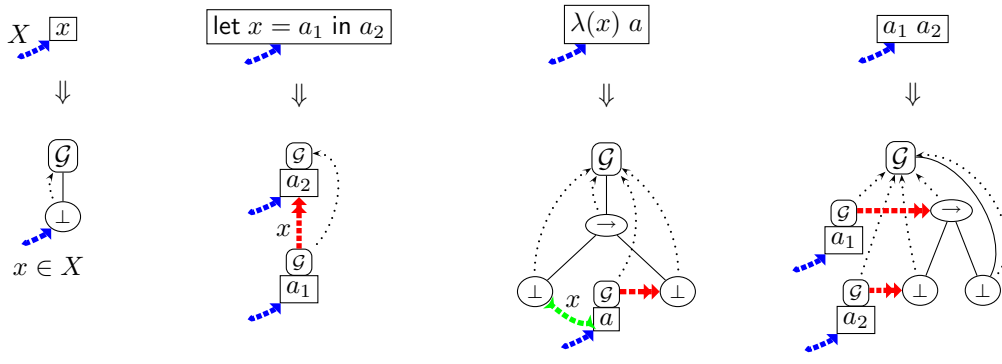 X x let x = a₁ in a₂ λ(x) a a₁ a₂
⇓ ⇓ ⇓ ⇓
𝒢 𝒢 𝒢 𝒢
a₂ → 𝒢 →
⊥ x a₁
x ∈ X 𝒢 ⊥ x 𝒢 ⊥ 𝒢 ⊥ ⊥
a₁ a a₂